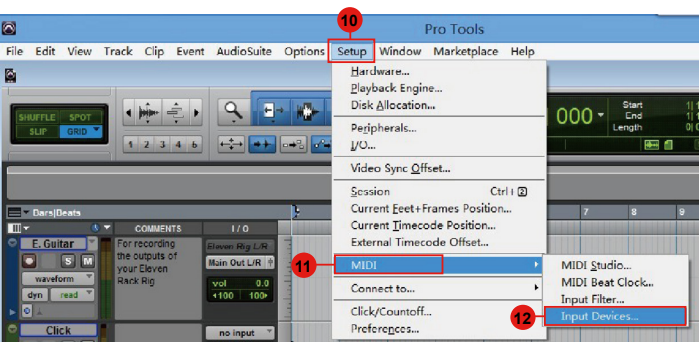 10
Pro Tools
File Edit View Track Clip Event AudioSuite Options Setup Window Marketplace Help
Hardware...
Playback Engine...
Disk Allocation...
Peripherals...
I/O...
Video Sync Offset...
Session Ctrl+2
Current Feet+Frames Position...
Current Timecode Position...
External Timecode Offset...
11
MIDI
Connect to...
Click/Countoff...
Preferences...
MIDI Studio...
MIDI Beat Clock...
Input Filter...
12
Input Devices...
SHUFFLE SPOT
SLIP GRID
1 2 3 4 5
000
Start
End
Length
Bars|Beats
7 8 9
COMMENTS
I / O
E. Guitar
S M
waveform
dyn read
For recording
the outputs of
your Eleven
Rack Rig
Eleven Rig L/R
Main Out L/R
vol 0.0
100 100
Click
no input